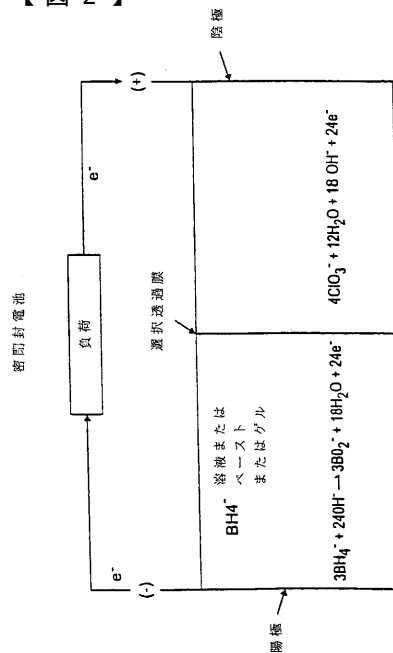 【図2】
密閉封電池
負荷
e⁻
e⁻
(-)
(+)
選択透過膜
陽極
陰極
BH4⁻
溶液または
ペースト
またはゲル
3BH₄⁻ + 24OH⁻ → 3BO₂⁻ + 18H₂O + 24e⁻
4ClO₃⁻ + 12H₂O + 18 OH⁻ + 24e⁻